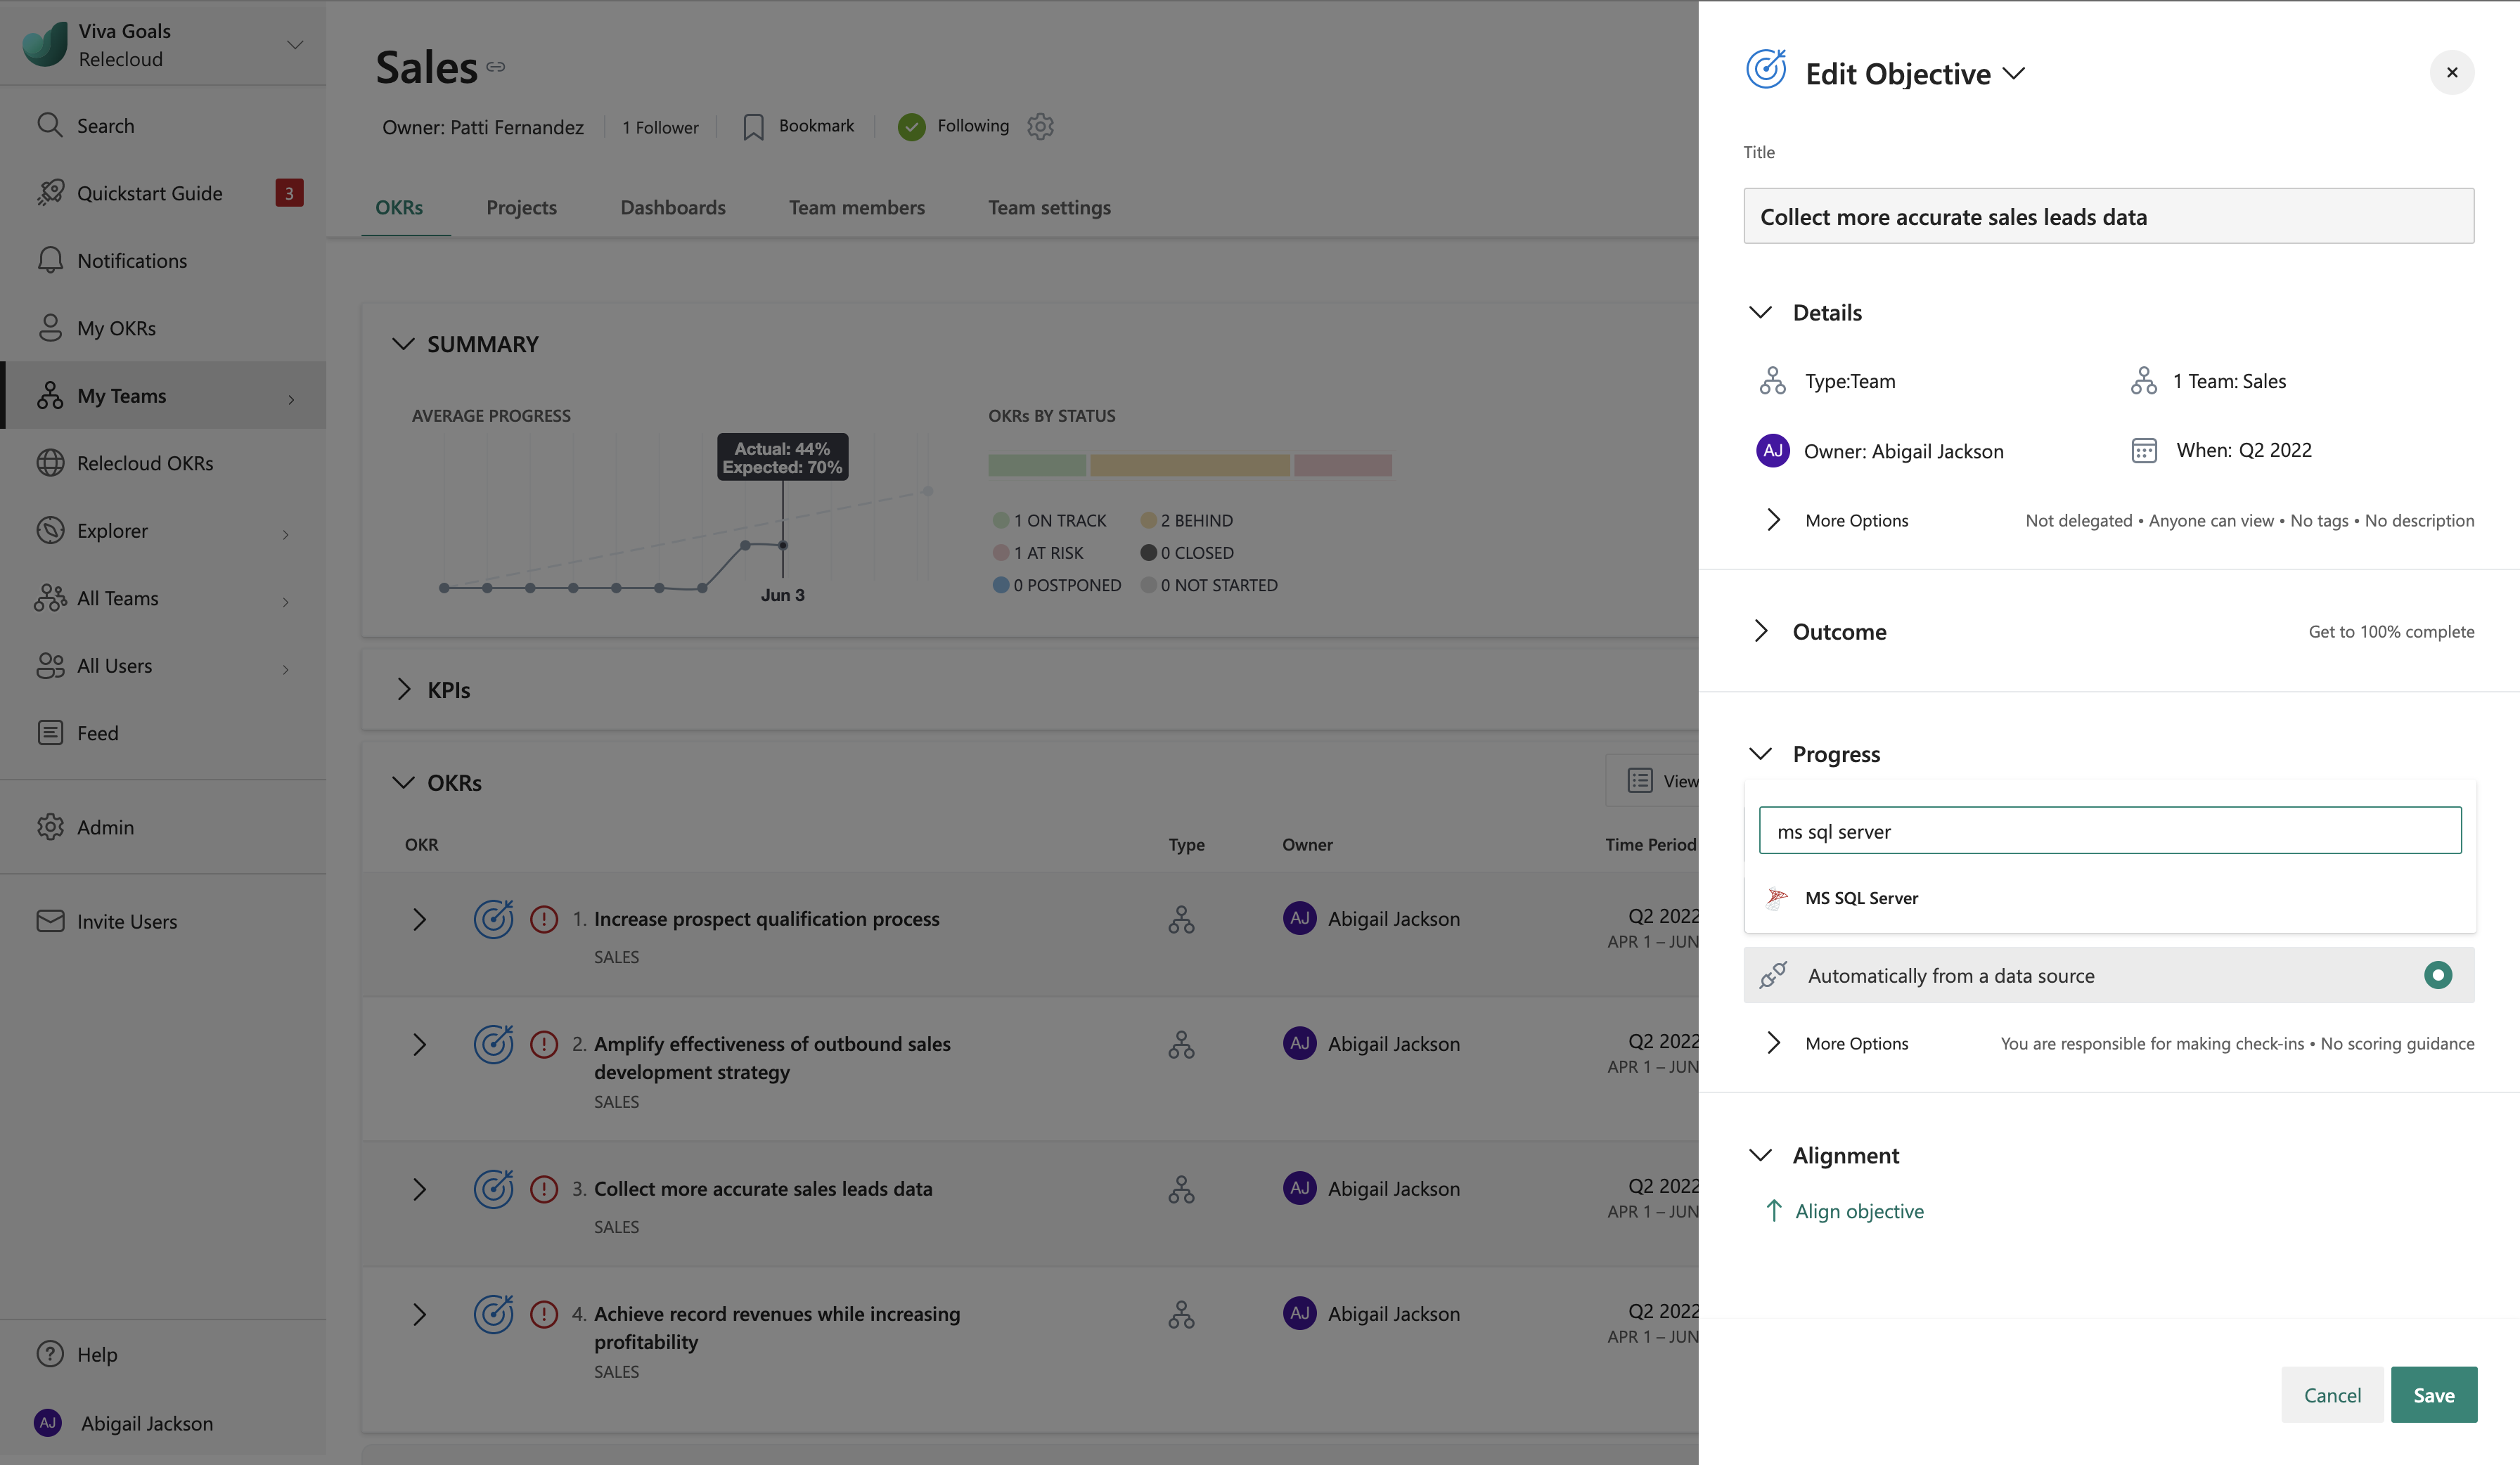 Viva Goals
Relecloud
Search
Quickstart Guide
3
Notifications
My OKRs
My Teams
Relecloud OKRs
Explorer
All Teams
All Users
Feed
Admin
Invite Users
Help
AJ
Abigail Jackson
Sales
Owner: Patti Fernandez
1 Follower
Bookmark
Following
OKRs
Projects
Dashboards
Team members
Team settings
SUMMARY
AVERAGE PROGRESS
Actual: 44%
Expected: 70%
Jun 3
OKRs BY STATUS
1 ON TRACK
2 BEHIND
1 AT RISK
0 CLOSED
0 POSTPONED
0 NOT STARTED
KPIs
OKRs
View
OKR
Type
Owner
Time Period
1. Increase prospect qualification process
SALES
AJ
Abigail Jackson
Q2 2022
APR 1 – JUN
2. Amplify effectiveness of outbound sales
development strategy
SALES
AJ
Abigail Jackson
Q2 2022
APR 1 – JUN
3. Collect more accurate sales leads data
SALES
AJ
Abigail Jackson
Q2 2022
APR 1 – JUN
4. Achieve record revenues while increasing
profitability
SALES
AJ
Abigail Jackson
Q2 2022
APR 1 – JUN
Edit Objective
Title
Collect more accurate sales leads data
Details
Type:Team
1 Team: Sales
AJ
Owner: Abigail Jackson
When: Q2 2022
More Options
Not delegated • Anyone can view • No tags • No description
Outcome
Get to 100% complete
Progress
ms sql server
MS SQL Server
Automatically from a data source
More Options
You are responsible for making check-ins • No scoring guidance
Alignment
Align objective
Cancel
Save